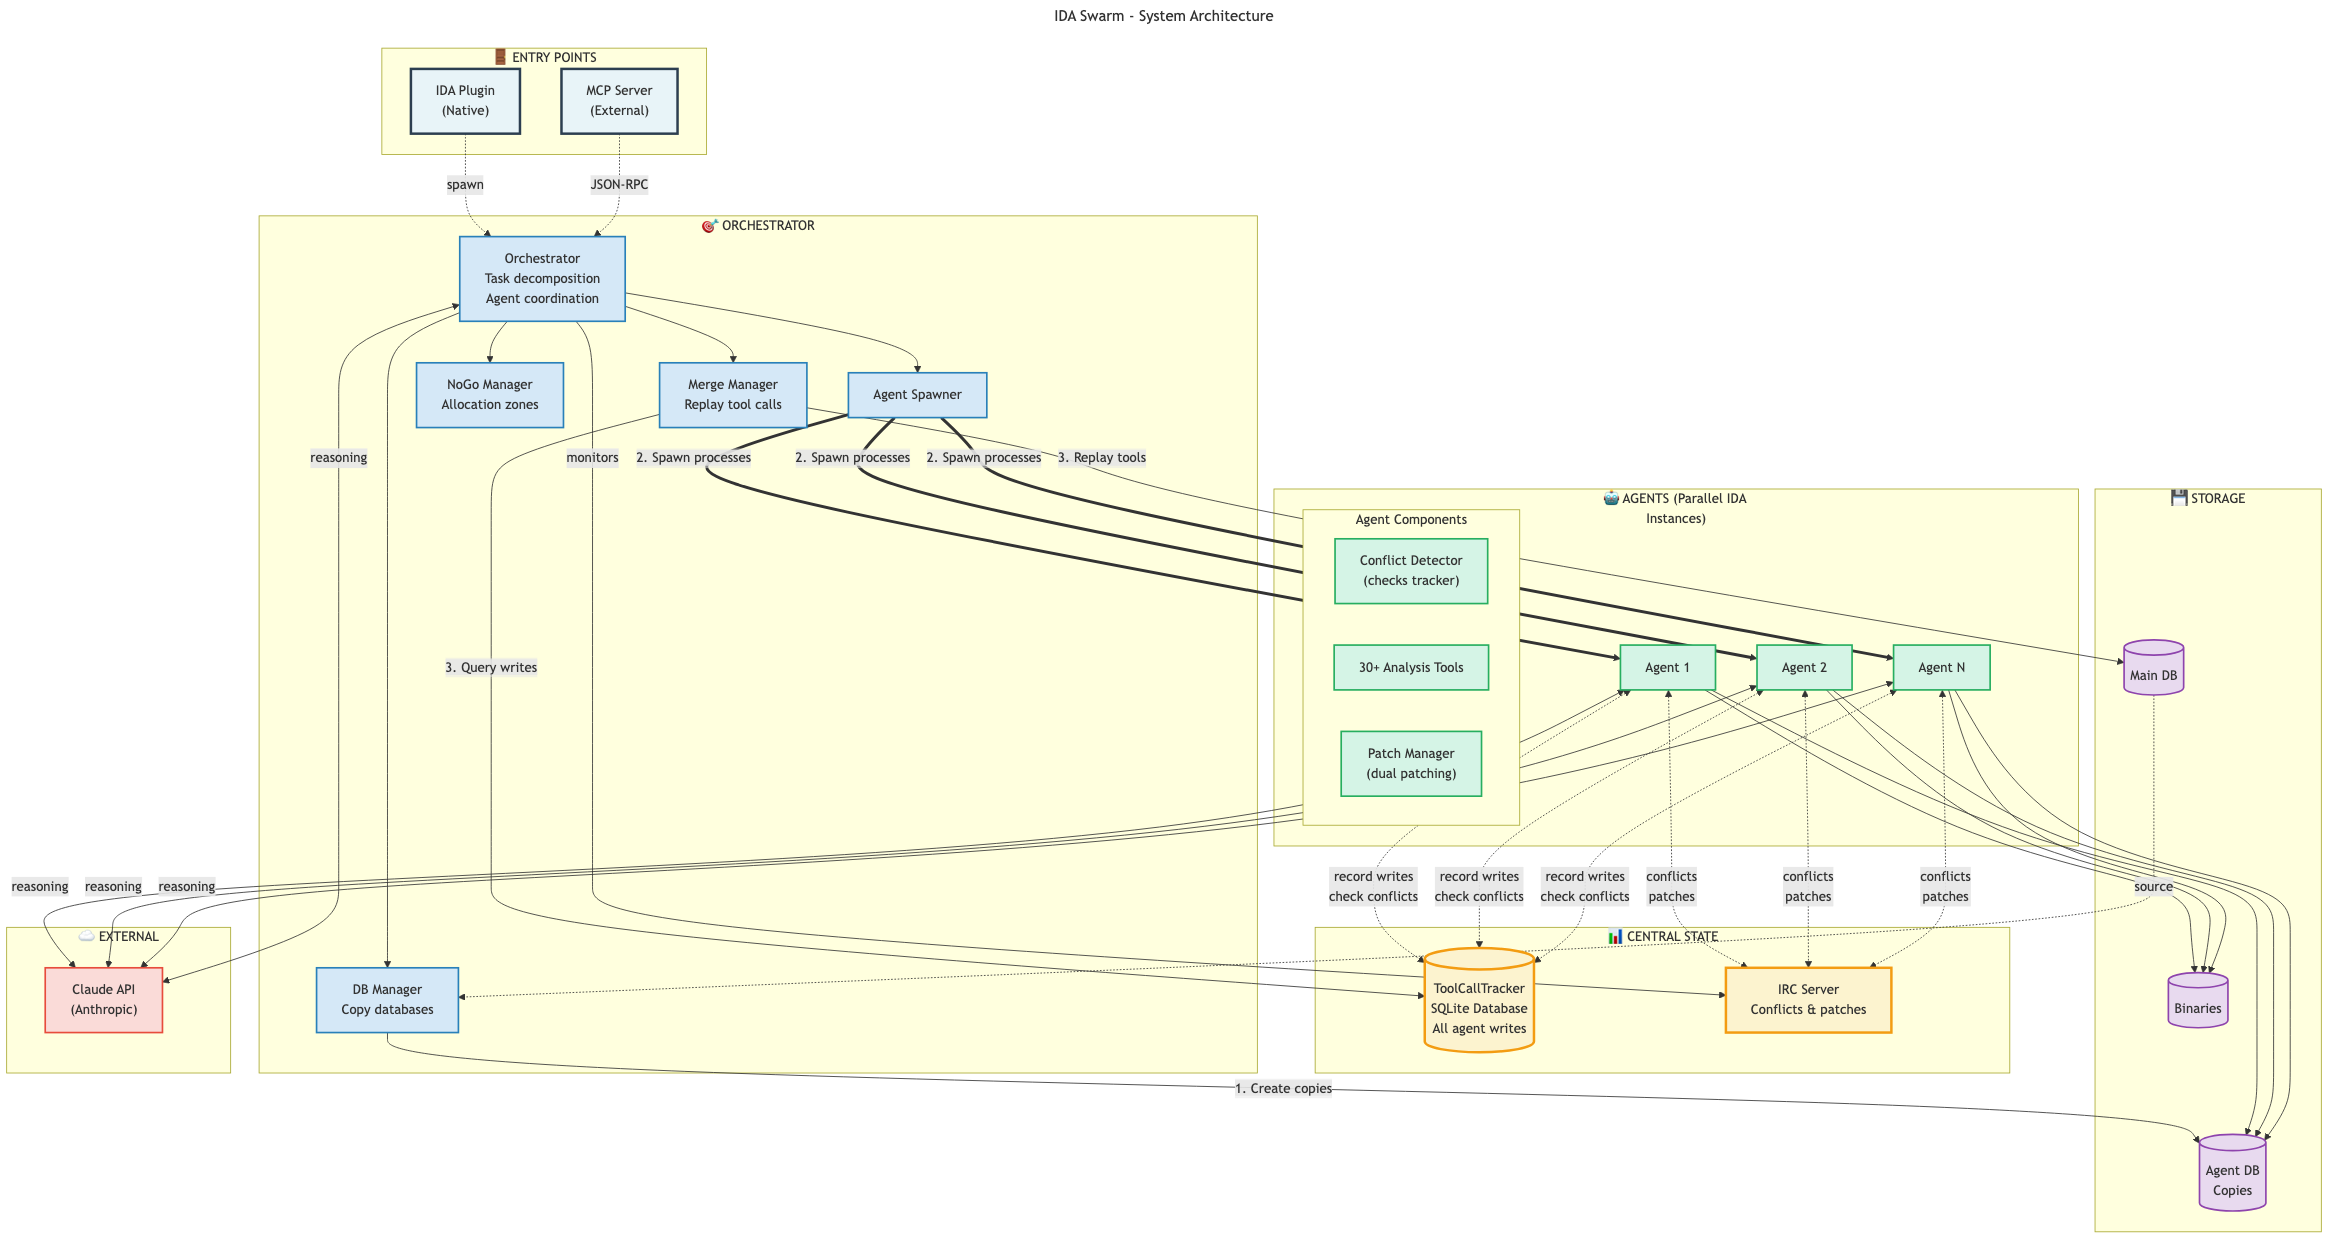 IDA Swarm - System Architecture
🚪 ENTRY POINTS
IDA Plugin
(Native)
MCP Server
(External)
spawn
JSON-RPC
🎯 ORCHESTRATOR
Orchestrator
Task decomposition
Agent coordination
NoGo Manager
Allocation zones
Merge Manager
Replay tool calls
Agent Spawner
reasoning
monitors
2. Spawn processes
2. Spawn processes
2. Spawn processes
3. Replay tools
🤖 AGENTS (Parallel IDA
Instances)
💾 STORAGE
Agent Components
Conflict Detector
(checks tracker)
3. Query writes
30+ Analysis Tools
Agent 1
Agent 2
Agent N
Main DB
Patch Manager
(dual patching)
reasoning
reasoning
reasoning
record writes
check conflicts
record writes
check conflicts
record writes
check conflicts
conflicts
patches
conflicts
patches
conflicts
patches
source
☁️ EXTERNAL
Claude API
(Anthropic)
DB Manager
Copy databases
📊 CENTRAL STATE
ToolCallTracker
SQLite Database
All agent writes
IRC Server
Conflicts & patches
Binaries
1. Create copies
Agent DB
Copies